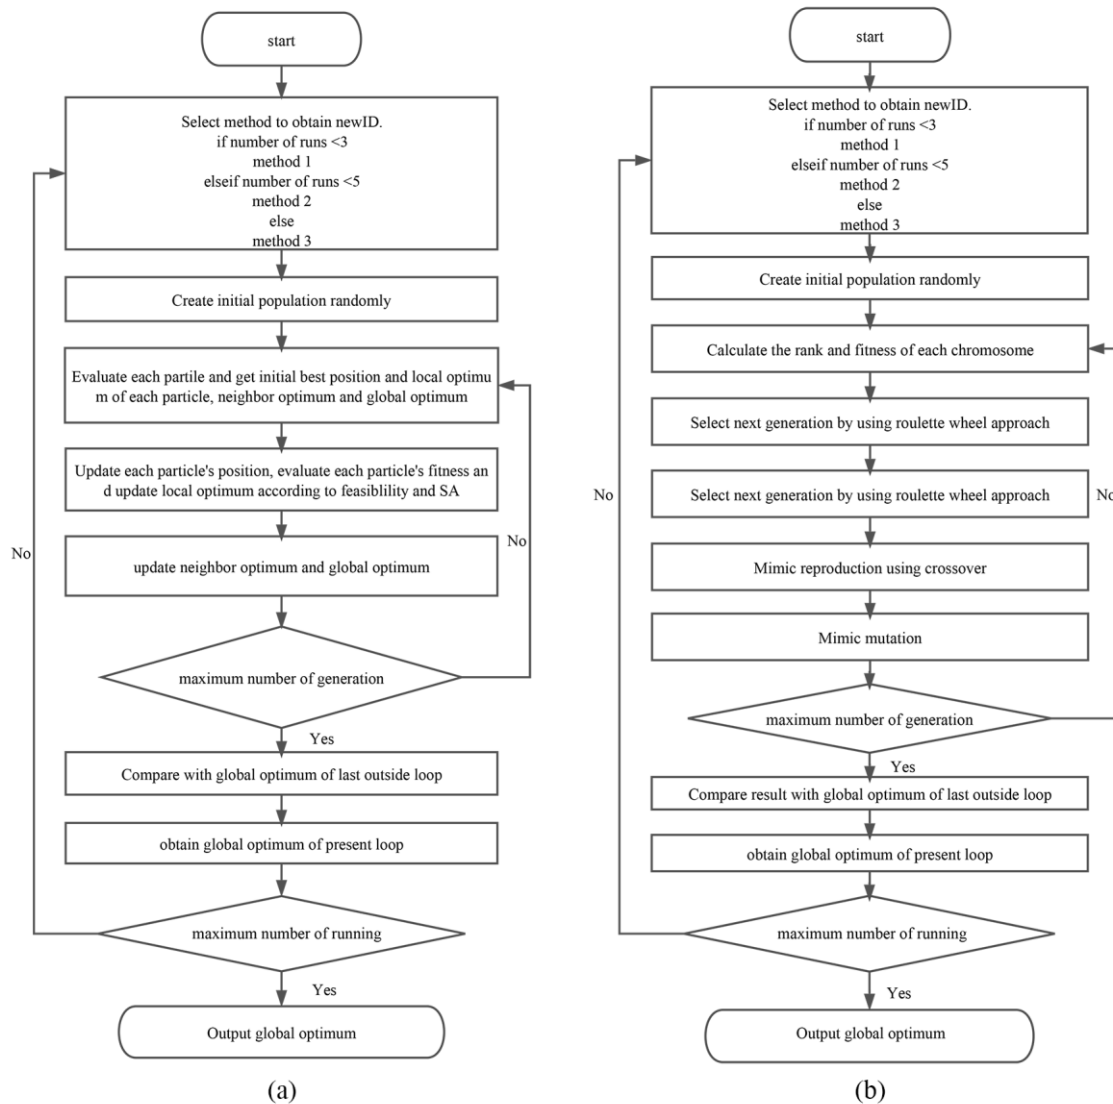 start
Select method to obtain newID.
if number of runs <3
method 1
elseif number of runs <5
method 2
else
method 3
Create initial population randomly
Evaluate each partile and get initial best position and local optimu
m of each particle, neighbor optimum and global optimum
Update each particle's position, evaluate each particle's fitness an
d update local optimum according to feasiblility and SA
No
No
update neighbor optimum and global optimum
maximum number of generation
Yes
Compare with global optimum of last outside loop
obtain global optimum of present loop
maximum number of running
Yes
Output global optimum
(a)
start
Select method to obtain newID.
if number of runs <3
method 1
elseif number of runs <5
method 2
else
method 3
Create initial population randomly
Calculate the rank and fitness of each chromosome
Select next generation by using roulette wheel approach
No
Select next generation by using roulette wheel approach
No
Mimic reproduction using crossover
Mimic mutation
maximum number of generation
Yes
Compare result with global optimum of last outside loop
obtain global optimum of present loop
maximum number of running
Yes
Output global optimum
(b)